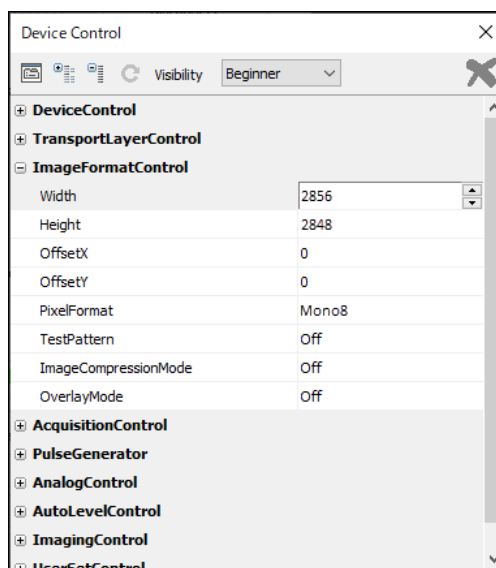 Device Control
Visibility Beginner
DeviceControl
TransportLayerControl
ImageFormatControl
Width 2856
Height 2848
OffsetX 0
OffsetY 0
PixelFormat Mono8
TestPattern Off
ImageCompressionMode Off
OverlayMode Off
AcquisitionControl
PulseGenerator
AnalogControl
AutoLevelControl
ImagingControl
UserSetControl